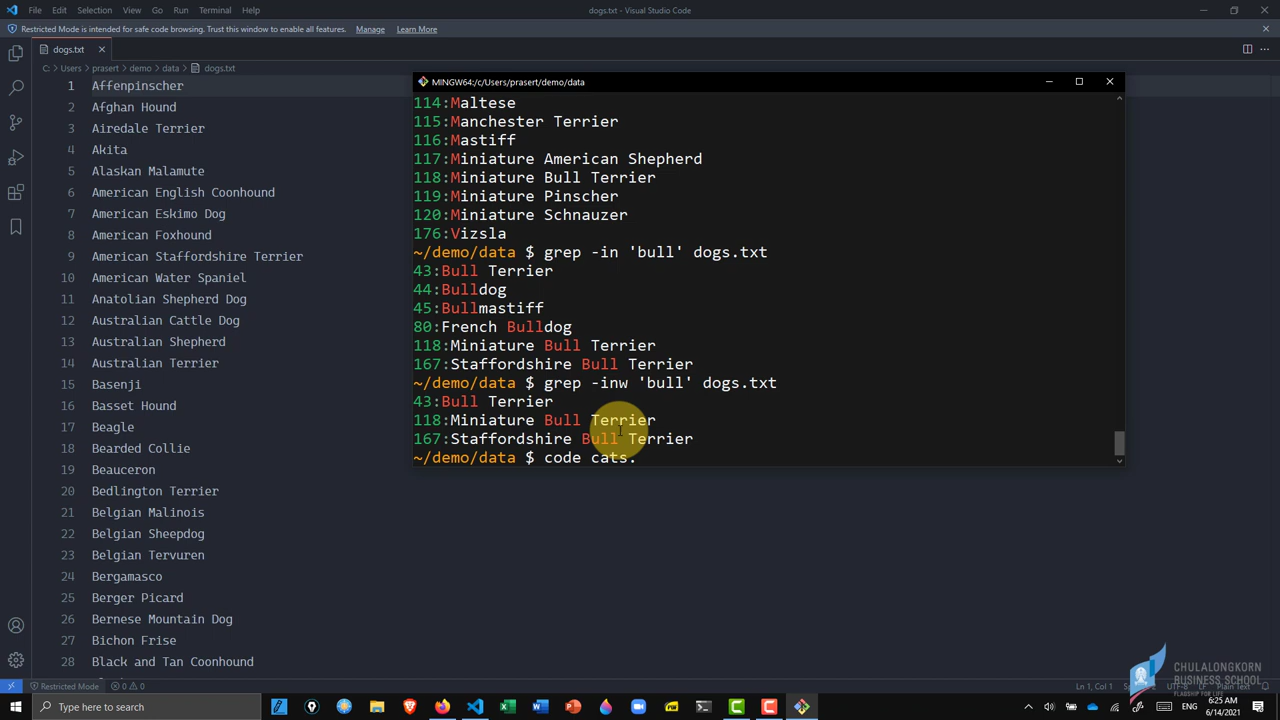 File Edit Selection View Go Run Terminal Help
dogs.txt - Visual Studio Code
Restricted Mode is intended for safe code browsing. Trust this window to enable all features. Manage Learn More
dogs.txt
C: > Users > prasert > demo > data > dogs.txt
1 Affenpinscher
2 Afghan Hound
3 Airedale Terrier
4 Akita
5 Alaskan Malamute
6 American English Coonhound
7 American Eskimo Dog
8 American Foxhound
9 American Staffordshire Terrier
10 American Water Spaniel
11 Anatolian Shepherd Dog
12 Australian Cattle Dog
13 Australian Shepherd
14 Australian Terrier
15 Basenji
16 Basset Hound
17 Beagle
18 Bearded Collie
19 Beauceron
20 Bedlington Terrier
21 Belgian Malinois
22 Belgian Sheepdog
23 Belgian Tervuren
24 Bergamasco
25 Berger Picard
26 Bernese Mountain Dog
27 Bichon Frise
28 Black and Tan Coonhound
MINGW64:/c/Users/prasert/demo/data
114:Maltese
115:Manchester Terrier
116:Mastiff
117:Miniature American Shepherd
118:Miniature Bull Terrier
119:Miniature Pinscher
120:Miniature Schnauzer
176:Vizsla
~/demo/data $ grep -in 'bull' dogs.txt
43:Bull Terrier
44:Bulldog
45:Bullmastiff
80:French Bulldog
118:Miniature Bull Terrier
167:Staffordshire Bull Terrier
~/demo/data $ grep -inw 'bull' dogs.txt
43:Bull Terrier
118:Miniature Bull Terrier
167:Staffordshire Bull Terrier
~/demo/data $ code cats.
CHULALONGKORN
BUSINESS SCHOOL
FLAGSHIP FOR LIFE
Restricted Mode 0 0
Ln 1, Col 1 UTF-8 LF Plain Text
Type here to search
ENG
6:25 AM
6/14/2021